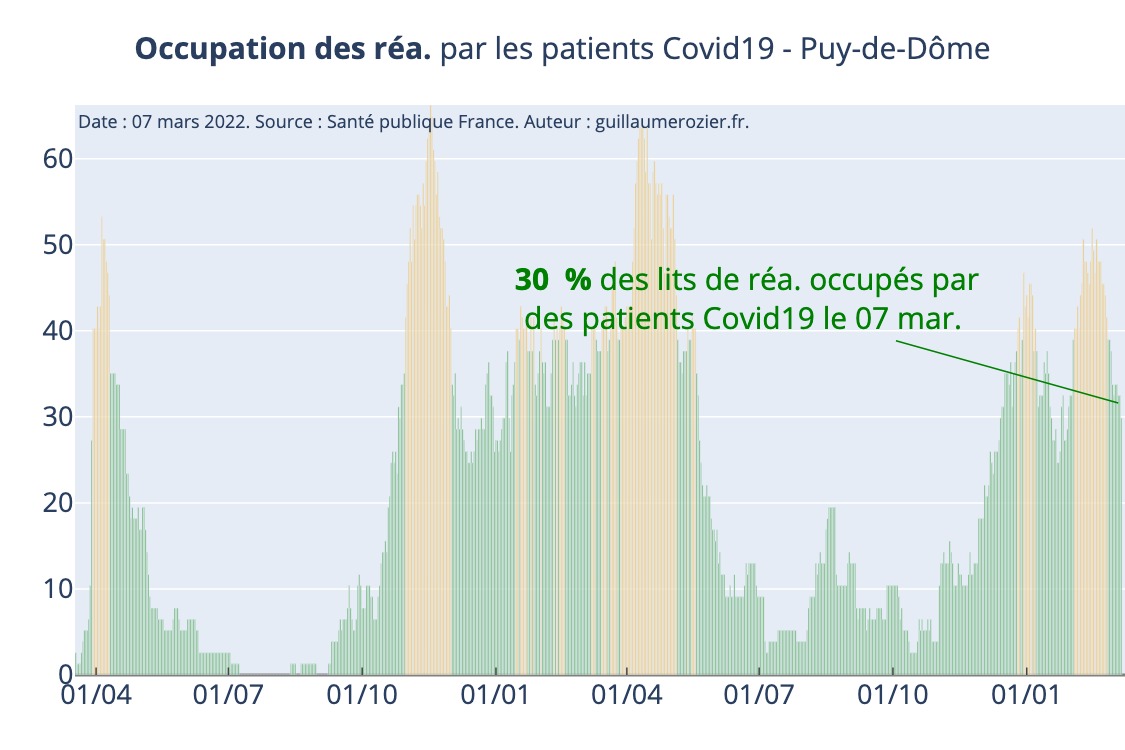 Occupation des réa. par les patients Covid19 - Puy-de-Dôme
Date : 07 mars 2022. Source : Santé publique France. Auteur : guillaumerozier.fr.
60
50
30 % des lits de réa. occupés par
des patients Covid19 le 07 mar.
40
30
20
10
0
01/04 01/07 01/10 01/01 01/04 01/07 01/10 01/01